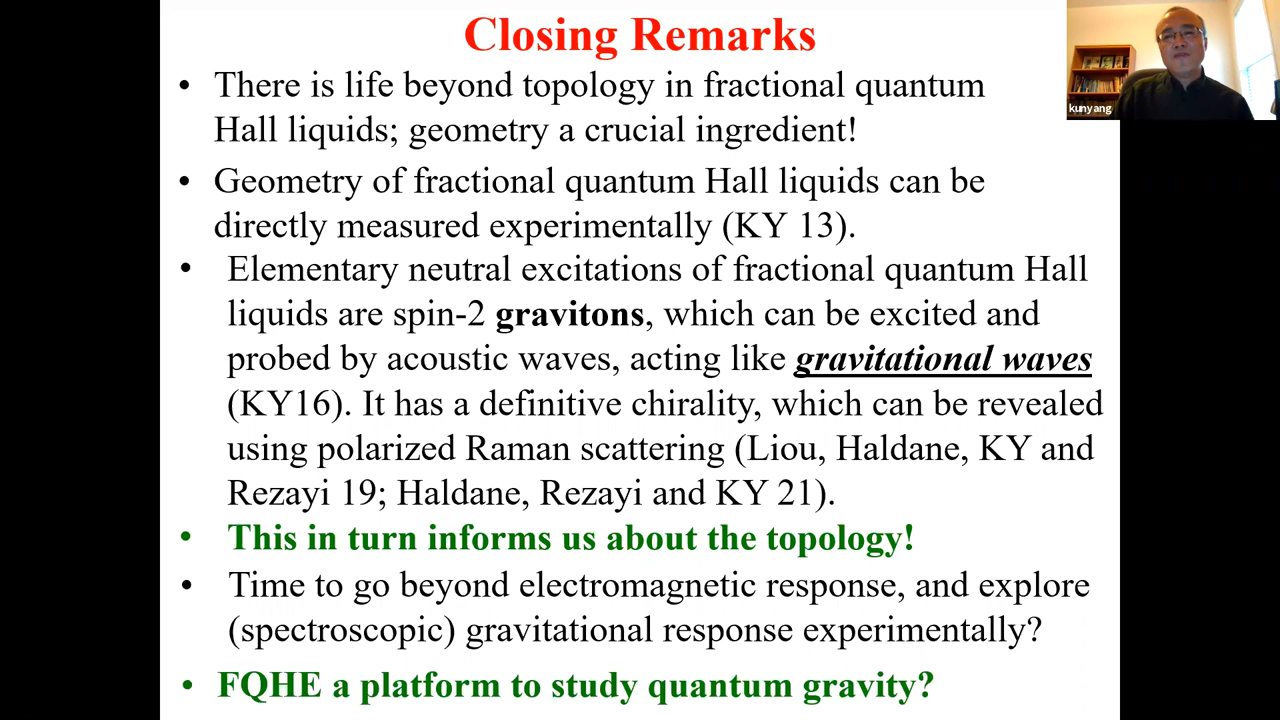 Closing Remarks
• There is life beyond topology in fractional quantum
Hall liquids; geometry a crucial ingredient!
• Geometry of fractional quantum Hall liquids can be
directly measured experimentally (KY 13).
• Elementary neutral excitations of fractional quantum Hall
liquids are spin-2 gravitons, which can be excited and
probed by acoustic waves, acting like gravitational waves
(KY16). It has a definitive chirality, which can be revealed
using polarized Raman scattering (Liou, Haldane, KY and
Rezayi 19; Haldane, Rezayi and KY 21).
• This in turn informs us about the topology!
• Time to go beyond electromagnetic response, and explore
(spectroscopic) gravitational response experimentally?
• FQHE a platform to study quantum gravity?
kunyang